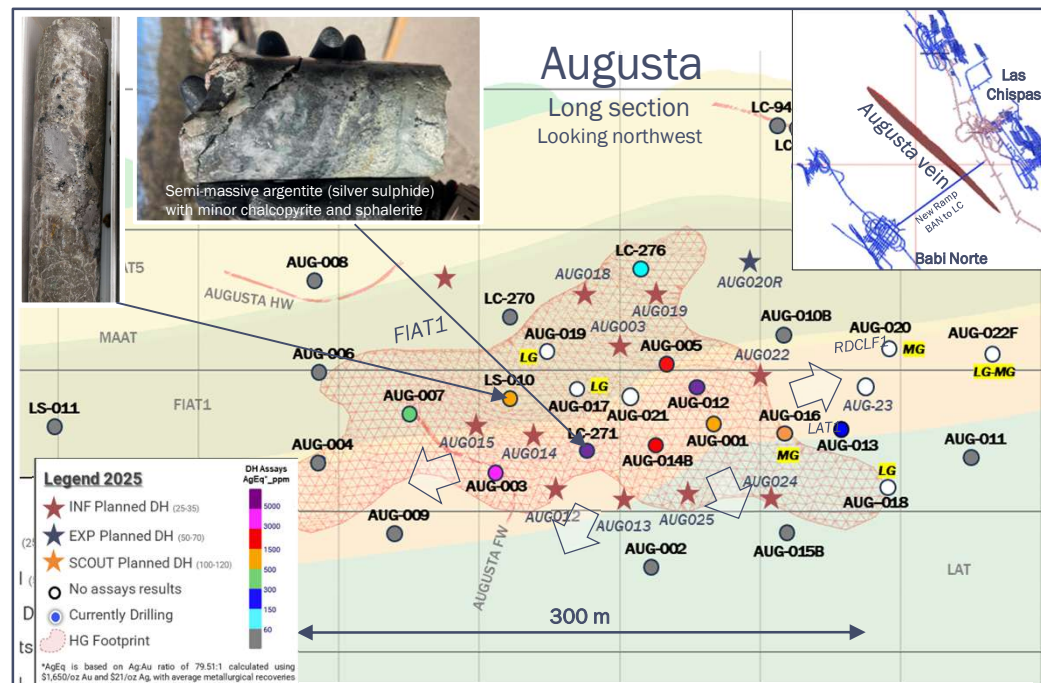 Augusta
Long section
Looking northwest
Semi-massive argentite (silver sulphide)
with minor chalcopyrite and sphalerite
Las
Chispas
Augusta vein
New Ramp
BAN to LC
Babi Norte
LC-94
LC
AUG-008
AUGUSTA HW
LC-276
AUG018
AUG020R
AT5
MAAT
FIAT1
LC-270
AUG019
AUG003
AUG-010B
AUG-020
RDCLF1
MG
AUG-022F
LG-MG
AUG-019
LG
AUG-005
AUG022
AUG-006
LS-010
LG
AUG-017
AUG-012
AUG-23
LS-011
FIAT1
AUG-007
AUG-021
AUG-016
LAT1
AUG015
AUG014
LC-271
AUG-001
MG
AUG-013
AUG-004
AUG-014B
AUG-011
AUG-003
AUG024
LG
AUG-018
AUG-009
AUG012
AUG013
AUG025
AUG-015B
AUGUSTA FW
AUG-002
LAT
300 m
Legend 2025
INF Planned DH (25-35)
EXP Planned DH (50-70)
SCOUT Planned DH (100-120)
No assays results
Currently Drilling
HG Footprint
DH Assays
AgEq*_ppm
5000
3000
1500
500
300
150
60
*AgEq is based on Ag:Au ratio of 79.51:1 calculated using
$1,650/oz Au and $21/oz Ag, with average metallurgical recoveries
(25
I (
D
ts